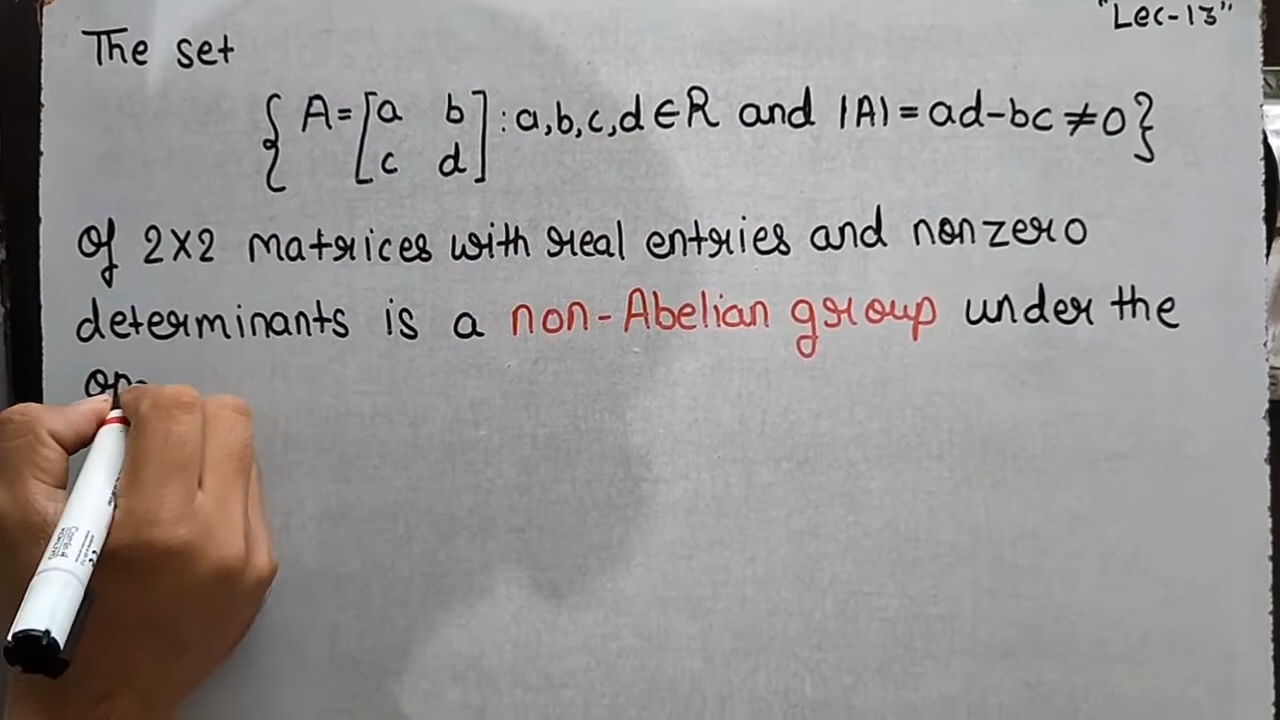 "Lec-13"
The set
{ A = [a b
c d] : a,b,c,d ∈ R and |A| = ad-bc ≠ 0 }
Of 2×2 matrices with real entries and nonzero
determinants is a non-Abelian group under the
op